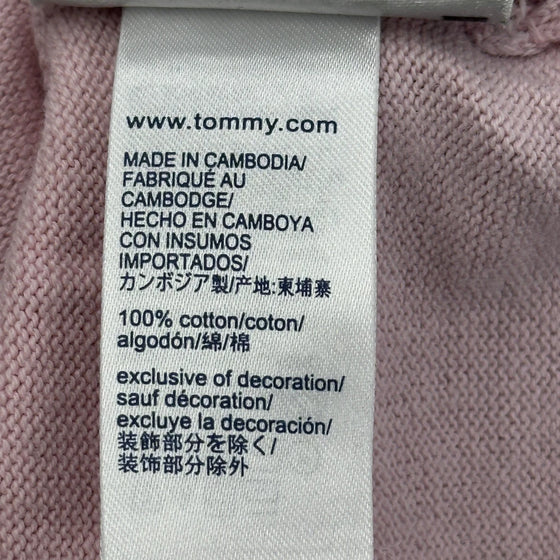 www.tommy.com
MADE IN CAMBODIA/
FABRIQUÉ AU
CAMBODGE/
HECHO EN CAMBOYA
CON INSUMOS
IMPORTADOS/
カンボジア製/产地:柬埔寨
100% cotton/coton/
algodón/綿/棉
exclusive of decoration/
sauf décoration/
excluye la decoración/
装飾部分を除く/
装饰部分除外